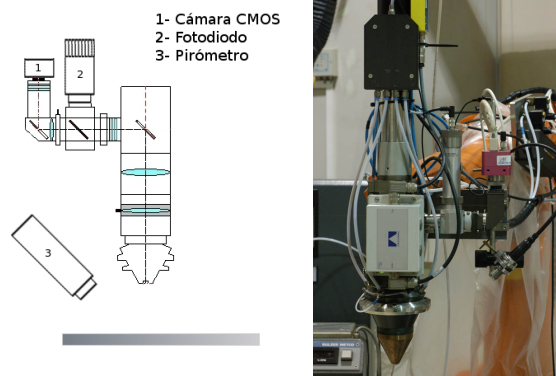 1- Cámara CMOS
2- Fotodiodo
3- Pirómetro
1
2
3